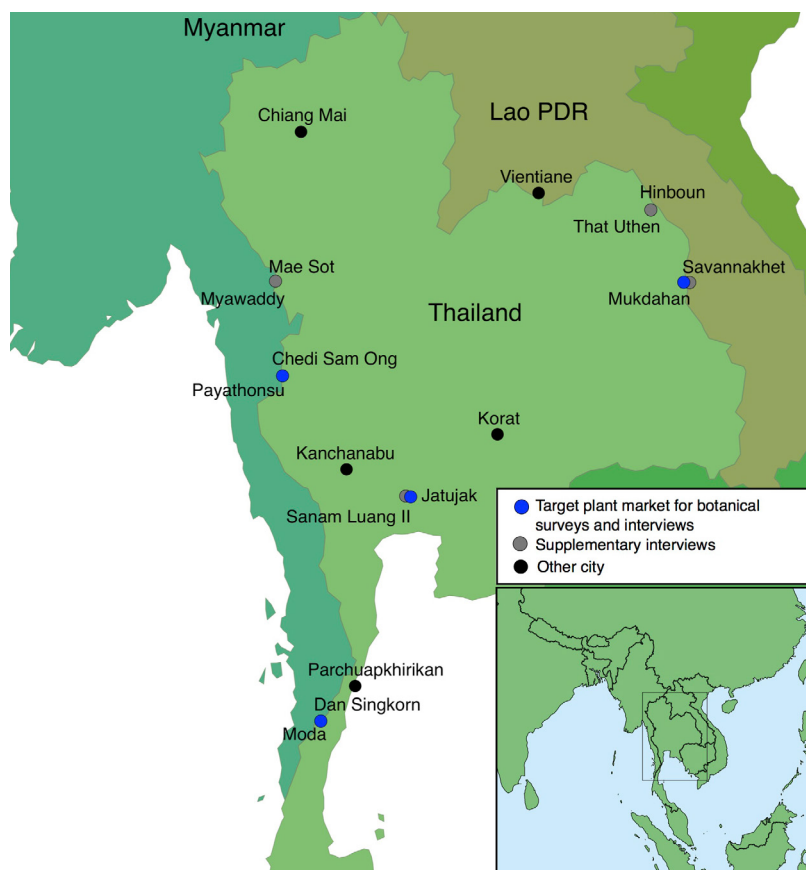 Myanmar
Chiang Mai
Lao PDR
Vientiane
Hinboun
That Uthen
Mae Sot
Savannakhet
Myawaddy
Mukdahan
Thailand
Chedi Sam Ong
Payathonsu
Korat
Kanchanabu
Jatujak
Sanam Luang II
Target plant market for botanical
surveys and interviews
Supplementary interviews
Other city
Parchuapkhirikan
Dan Singkorn
Moda